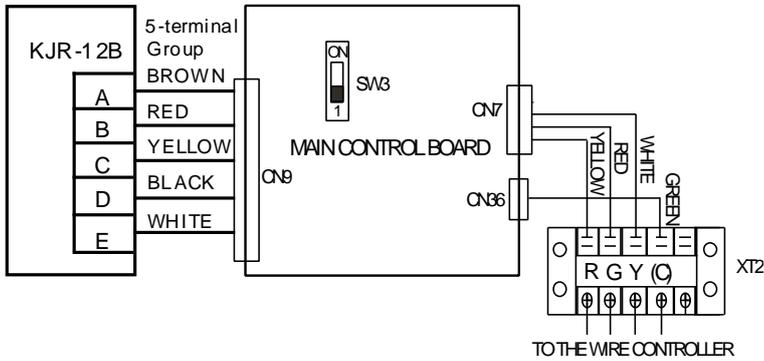 5-terminal
Group
KJR-12B
A
B
C
D
E
BROWN
RED
YELLOW
BLACK
WHITE
CN9
ON
1
SW3
MAIN CONTROL BOARD
CN7
CN36
YELLOW
RED
WHITE
GREEN
R G Y (C)
XT2
TO THE WIRE CONTROLLER